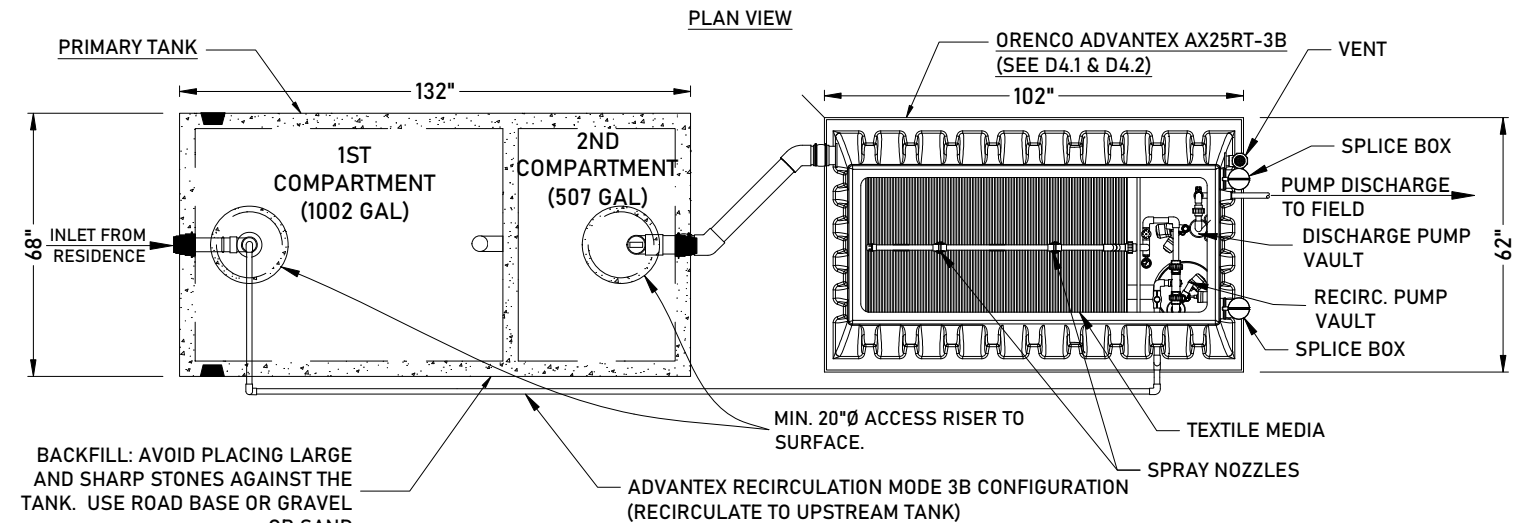 PLAN VIEW
PRIMARY TANK
132"
68"
1ST
COMPARTMENT
(1002 GAL)
2ND
COMPARTMENT
(507 GAL)
INLET FROM
RESIDENCE
ORENCO ADVANTEX AX25RT-3B
(SEE D4.1 & D4.2)
102"
62"
VENT
SPLICE BOX
PUMP DISCHARGE
TO FIELD
DISCHARGE PUMP
VAULT
RECIRC. PUMP
VAULT
SPLICE BOX
TEXTILE MEDIA
SPRAY NOZZLES
MIN. 20"Ø ACCESS RISER TO
SURFACE.
ADVANTEX RECIRCULATION MODE 3B CONFIGURATION
(RECIRCULATE TO UPSTREAM TANK)
BACKFILL: AVOID PLACING LARGE
AND SHARP STONES AGAINST THE
TANK. USE ROAD BASE OR GRAVEL
OR SAND